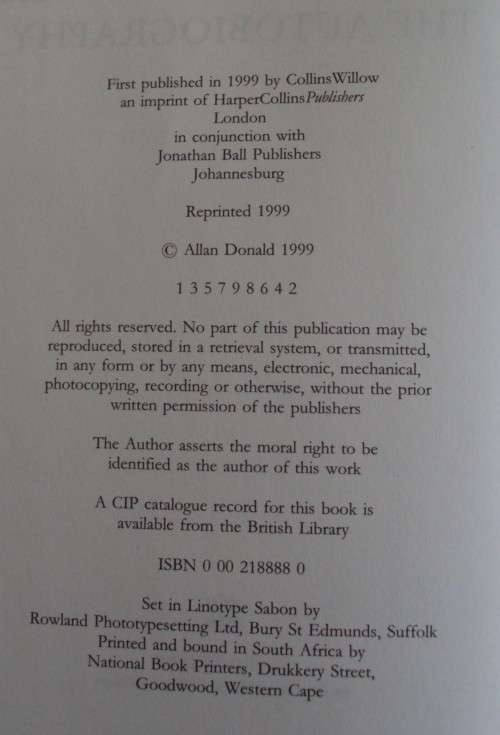 THE AUTOBIOGRAPHY
First published in 1999 by CollinsWillow
an imprint of HarperCollinsPublishers
London
in conjunction with
Jonathan Ball Publishers
Johannesburg
Reprinted 1999
© Allan Donald 1999
1 3 5 7 9 8 6 4 2
All rights reserved. No part of this publication may be
reproduced, stored in a retrieval system, or transmitted,
in any form or by any means, electronic, mechanical,
photocopying, recording or otherwise, without the prior
written permission of the publishers
The Author asserts the moral right to be
identified as the author of this work
A CIP catalogue record for this book is
available from the British Library
ISBN 0 00 218888 0
Set in Linotype Sabon by
Rowland Phototypesetting Ltd, Bury St Edmunds, Suffolk
Printed and bound in South Africa by
National Book Printers, Drukkery Street,
Goodwood, Western Cape